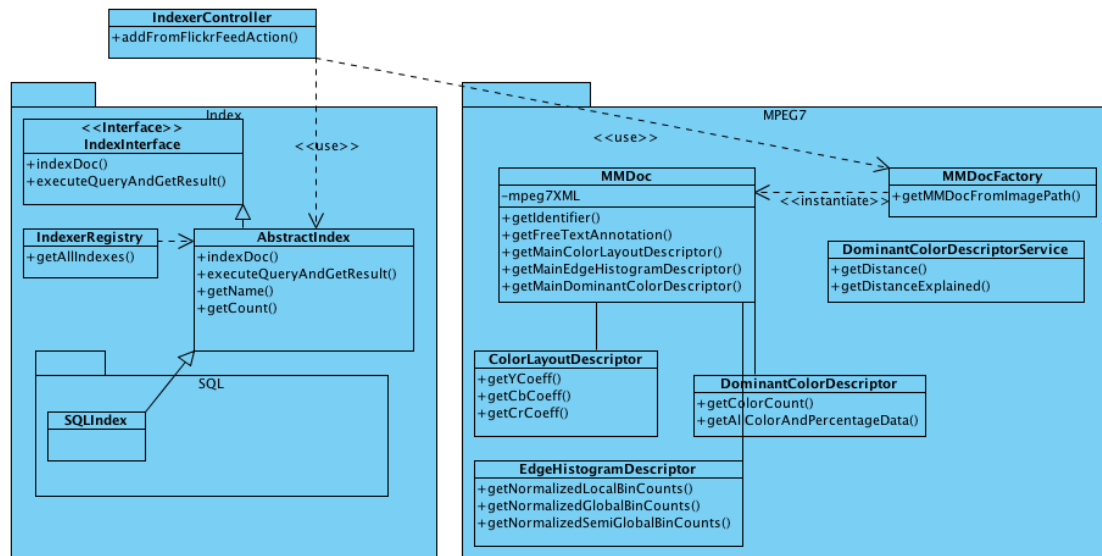 IndexerController
+addFromFlickrFeedAction()
Index
<<Interface>>
IndexInterface
+indexDoc()
+executeQueryAndGetResult()
<<use>>
IndexerRegistry
+getAllIndexes()
AbstractIndex
+indexDoc()
+executeQueryAndGetResult()
+getName()
+getCount()
SQL
SQLIndex
MPEG7
<<use>>
MMDoc
-mpeg7XML
+getIdentifier()
+getFreeTextAnnotation()
+getMainColorLayoutDescriptor()
+getMainEdgeHistogramDescriptor()
+getMainDominantColorDescriptor()
MMDocFactory
+getMMDocFromImagePath()
<<instantiate>>
DominantColorDescriptorService
+getDistance()
+getDistanceExplained()
ColorLayoutDescriptor
+getYCoeff()
+getCbCoeff()
+getCrCoeff()
DominantColorDescriptor
+getColorCount()
+getAllColorAndPercentageData()
EdgeHistogramDescriptor
+getNormalizedLocalBinCounts()
+getNormalizedGlobalBinCounts()
+getNormalizedSemiGlobalBinCounts()